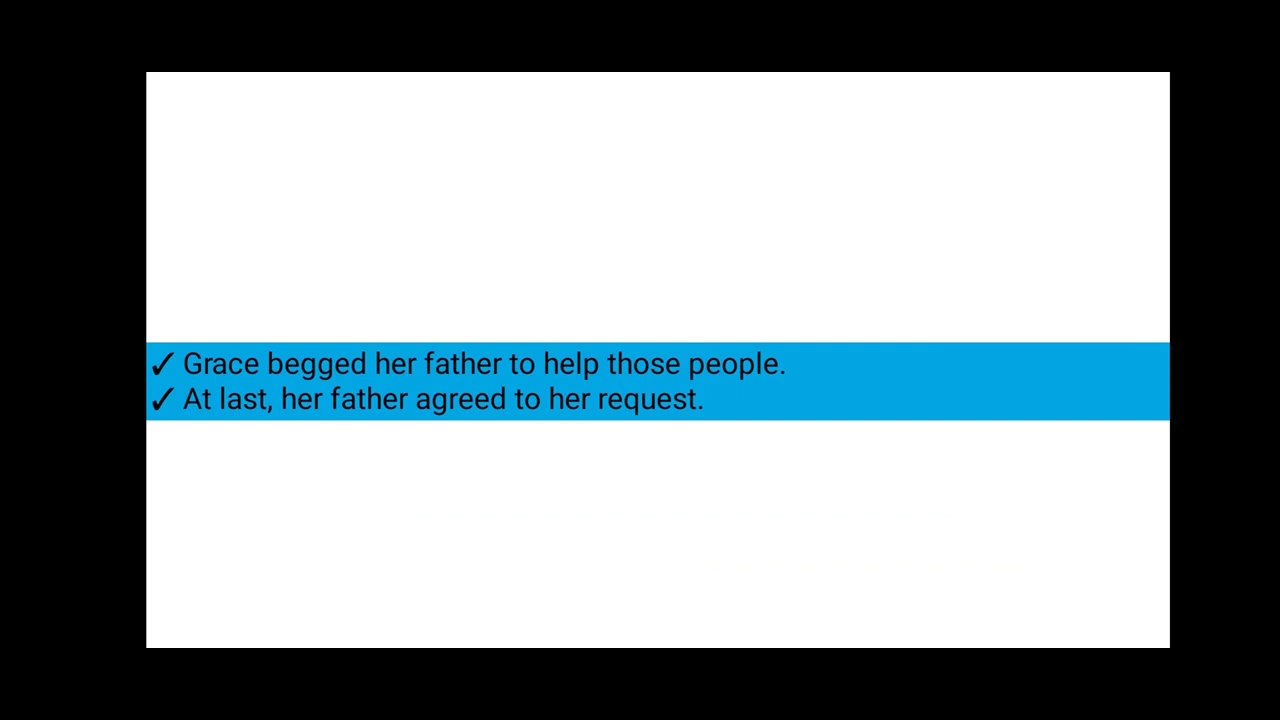 ✓ Grace begged her father to help those people.
✓ At last, her father agreed to her request.